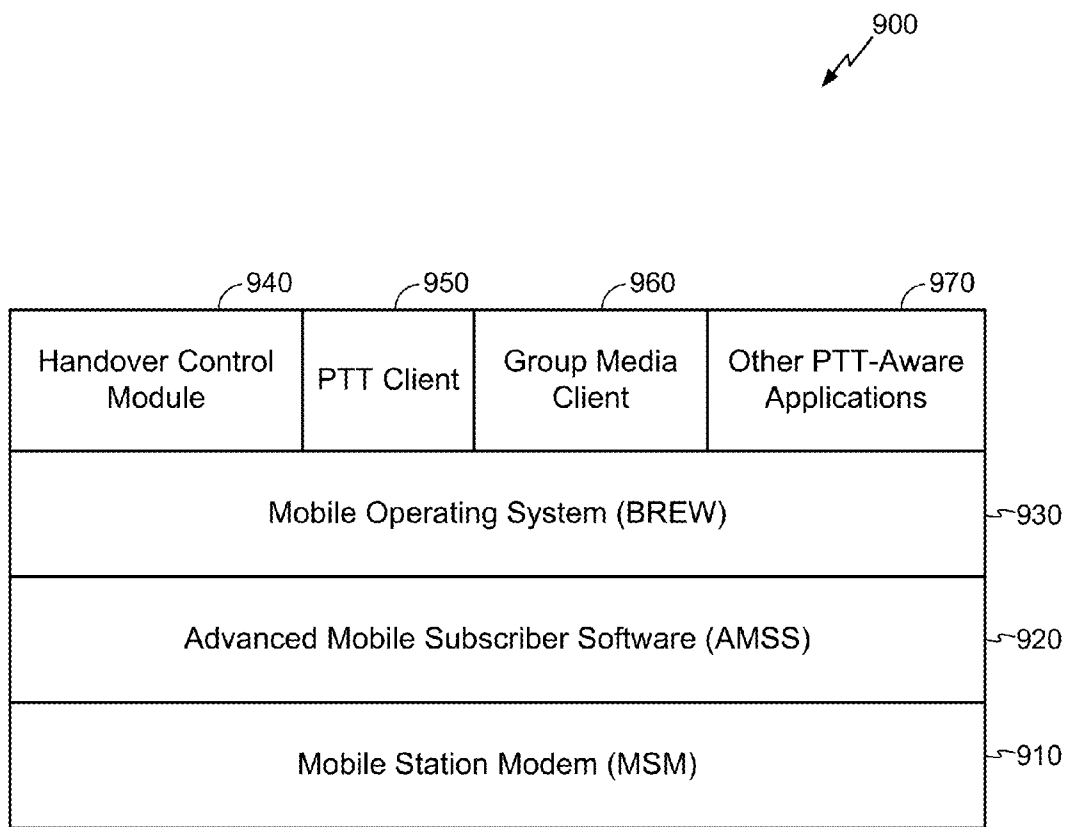 900
940
950
960
970
Handover Control
Module
PTT Client
Group Media
Client
Other PTT-Aware
Applications
Mobile Operating System (BREW)
930
Advanced Mobile Subscriber Software (AMSS)
920
Mobile Station Modem (MSM)
910